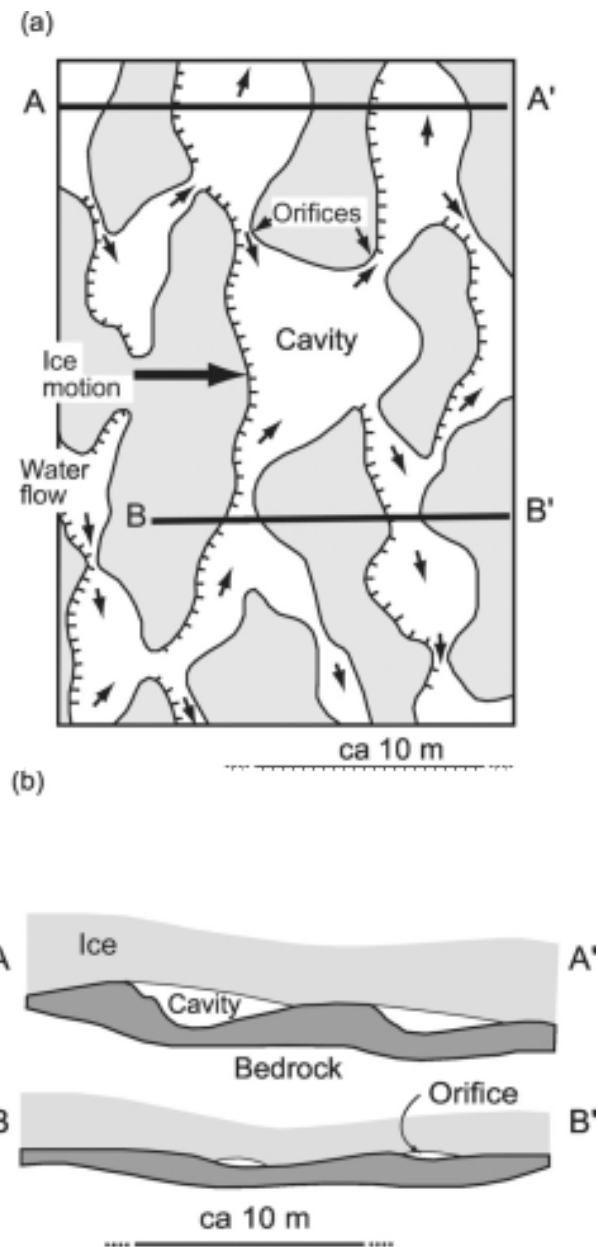 (a)
A A'
Orifices
Cavity
Ice
motion
Water
flow
B B'
ca 10 m
(b)
A Ice A'
Cavity
Bedrock
Orifice
B B'
ca 10 m